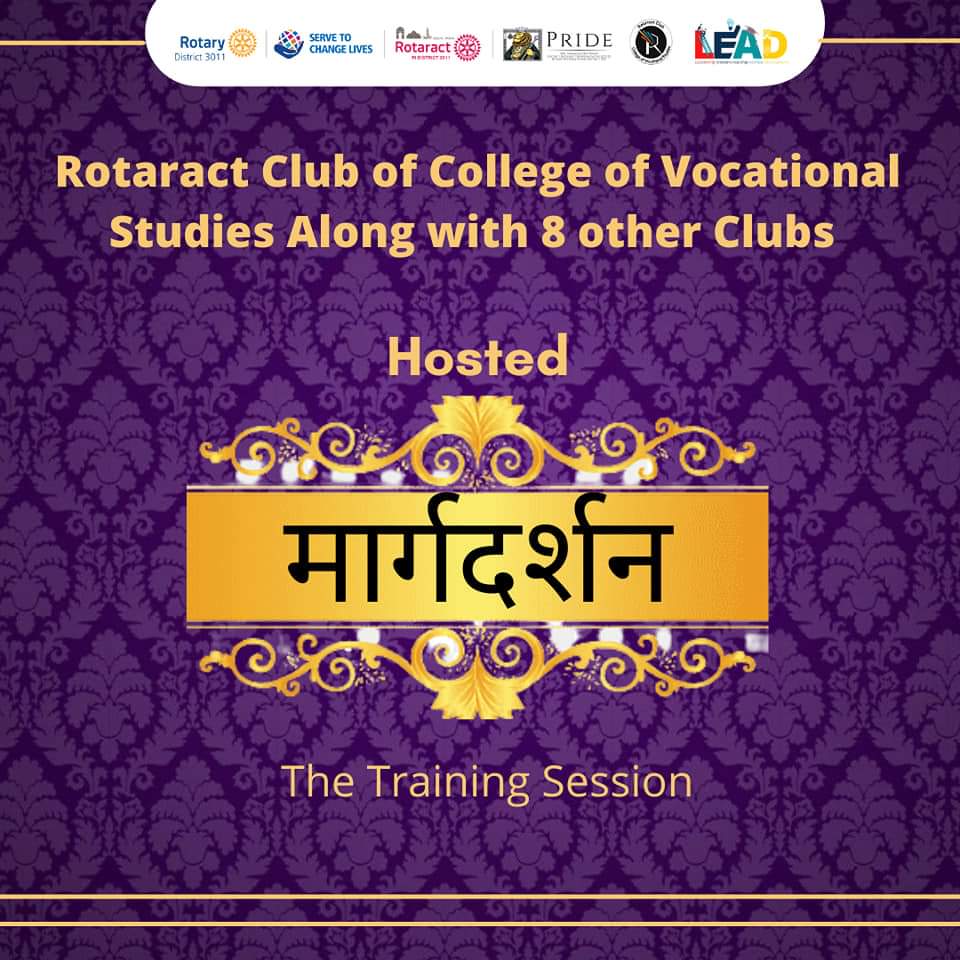 Rotary
District 3011
SERVE TO
CHANGE LIVES
Rotaract
PRIDE
LEAD
Rotaract Club of College of Vocational
Studies Along with 8 other Clubs
Hosted
मार्गदर्शन
The Training Session